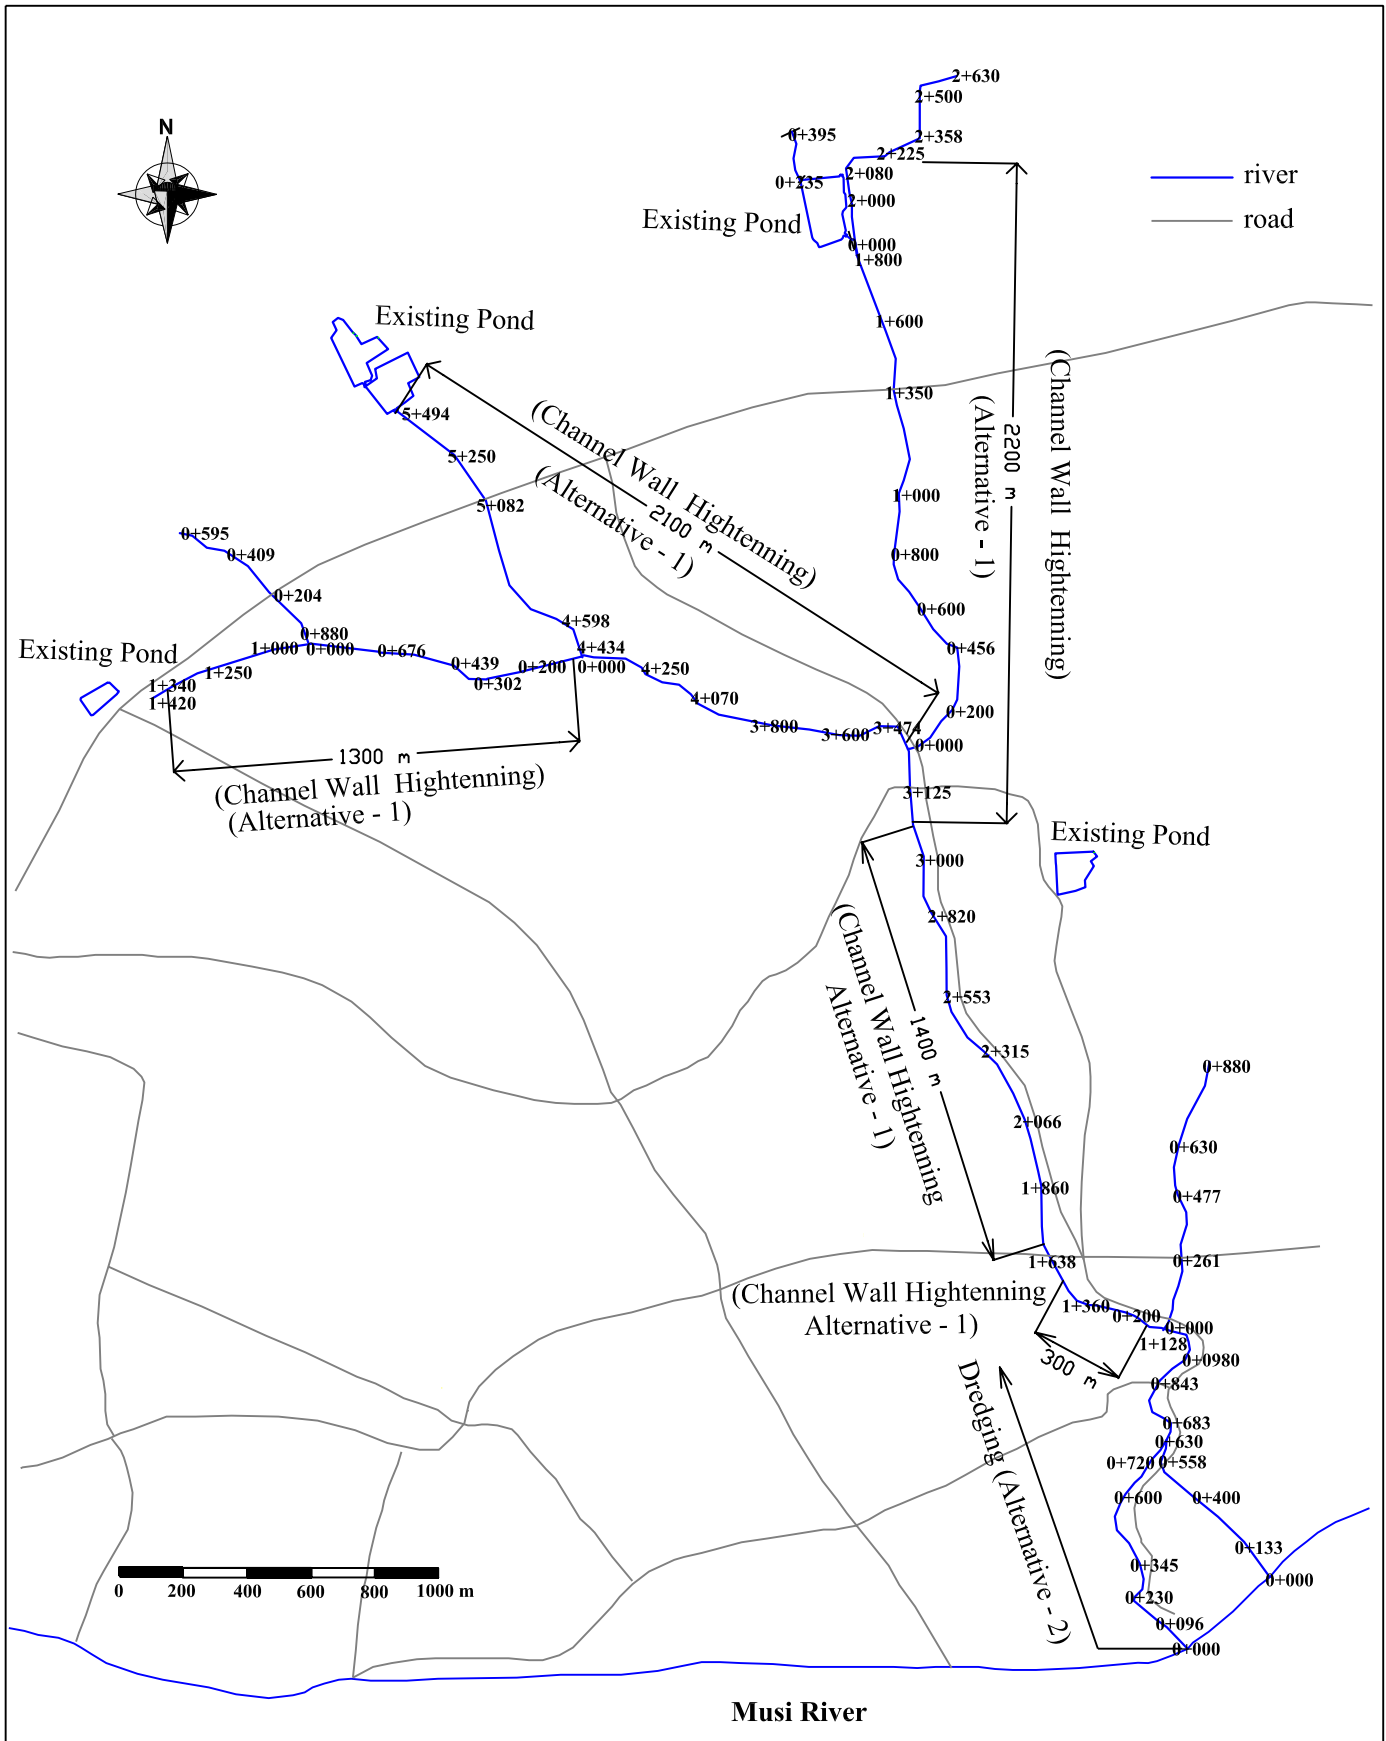 2+630
2+500
N
0+395
2+358
2+225
river
2+080
0+235
2+000
road
Existing Pond
0+000
1+800
Existing Pond
1+600
(Channel Wall Hightenning)
(Alternative - 1)
2200 m
1+350
5+494
(Channel Wall Hightenning)
(Alternative - 1)
2100 m
5+250
1+000
5+082
0+595
0+409
0+800
0+204
0+600
4+598
0+880
1+000
0+000
0+676
4+434
0+456
Existing Pond
0+439
0+200
0+000
4+250
1+250
0+302
1+340
1+420
4+070
0+200
3+800
3+600
3+474
0+000
1300 m
(Channel Wall Hightenning)
(Alternative - 1)
3+125
Existing Pond
3+000
2+820
(Channel Wall Hightenning
Alternative - 1)
1400 m
2+553
2+315
0+880
2+066
0+630
1+860
0+477
1+638
0+261
(Channel Wall Hightenning
Alternative - 1)
1+360
0+200
0+000
1+128
300 m
0+0980
0+843
Dredging (Alternative - 2)
0+683
0+630
0+720
0+558
0+600
0+400
0+133
0+345
0+000
0+230
0+096
0+000
0 200 400 600 800 1000 m
Musi River